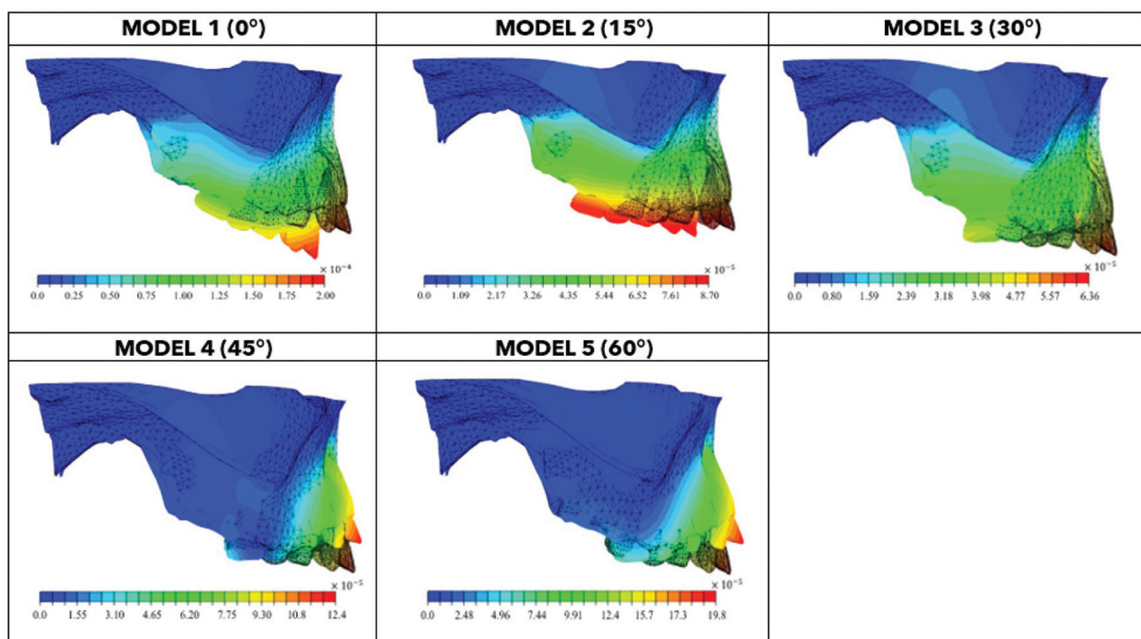 MODEL 1 (0°)
MODEL 2 (15°)
MODEL 3 (30°)
× 10⁻⁴
0.0 0.25 0.50 0.75 1.00 1.25 1.50 1.75 2.00
× 10⁻⁵
0.0 1.09 2.17 3.26 4.35 5.44 6.52 7.61 8.70
× 10⁻⁵
0.0 0.80 1.59 2.39 3.18 3.98 4.77 5.57 6.36
MODEL 4 (45°)
MODEL 5 (60°)
× 10⁻⁵
0.0 1.55 3.10 4.65 6.20 7.75 9.30 10.8 12.4
× 10⁻⁵
0.0 2.48 4.96 7.44 9.91 12.4 15.7 17.3 19.8